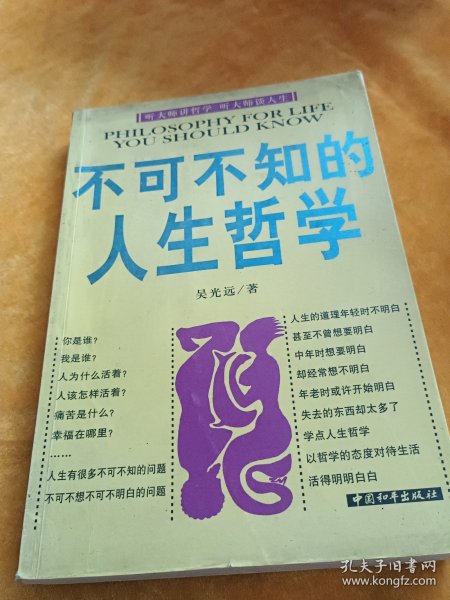 听大师讲哲学 听大师谈人生
PHILOSOPHY FOR LIFE
YOU SHOULD KNOW
不可不知的
人生哲学
吴光远/著
你是谁?
我是谁?
人为什么活着?
人该怎样活着?
痛苦是什么?
幸福在哪里?
……
人生有很多不可不知的问题
不可不想不可不明白的问题
人生的道理年轻时不明白
甚至不曾想要明白
中年时想要明白
却经常想不明白
年老时或许开始明白
失去的东西却太多了
学点人生哲学
以哲学的态度对待生活
活得明明白白
中国和平出版社
孔夫子旧书网
www.kongfz.com